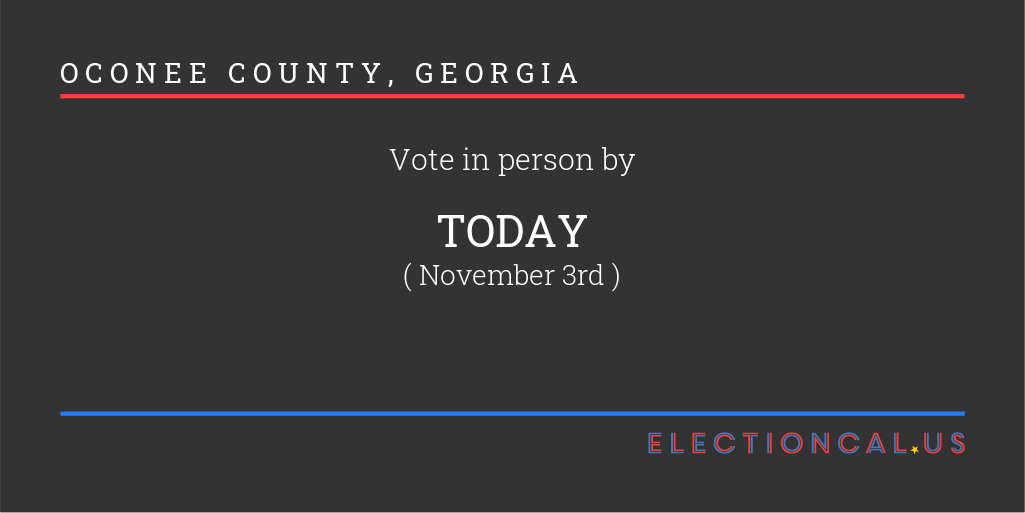 OCONEE COUNTY, GEORGIA
Vote in person by
TODAY
( November 3rd )
ELECTIONCAL.US